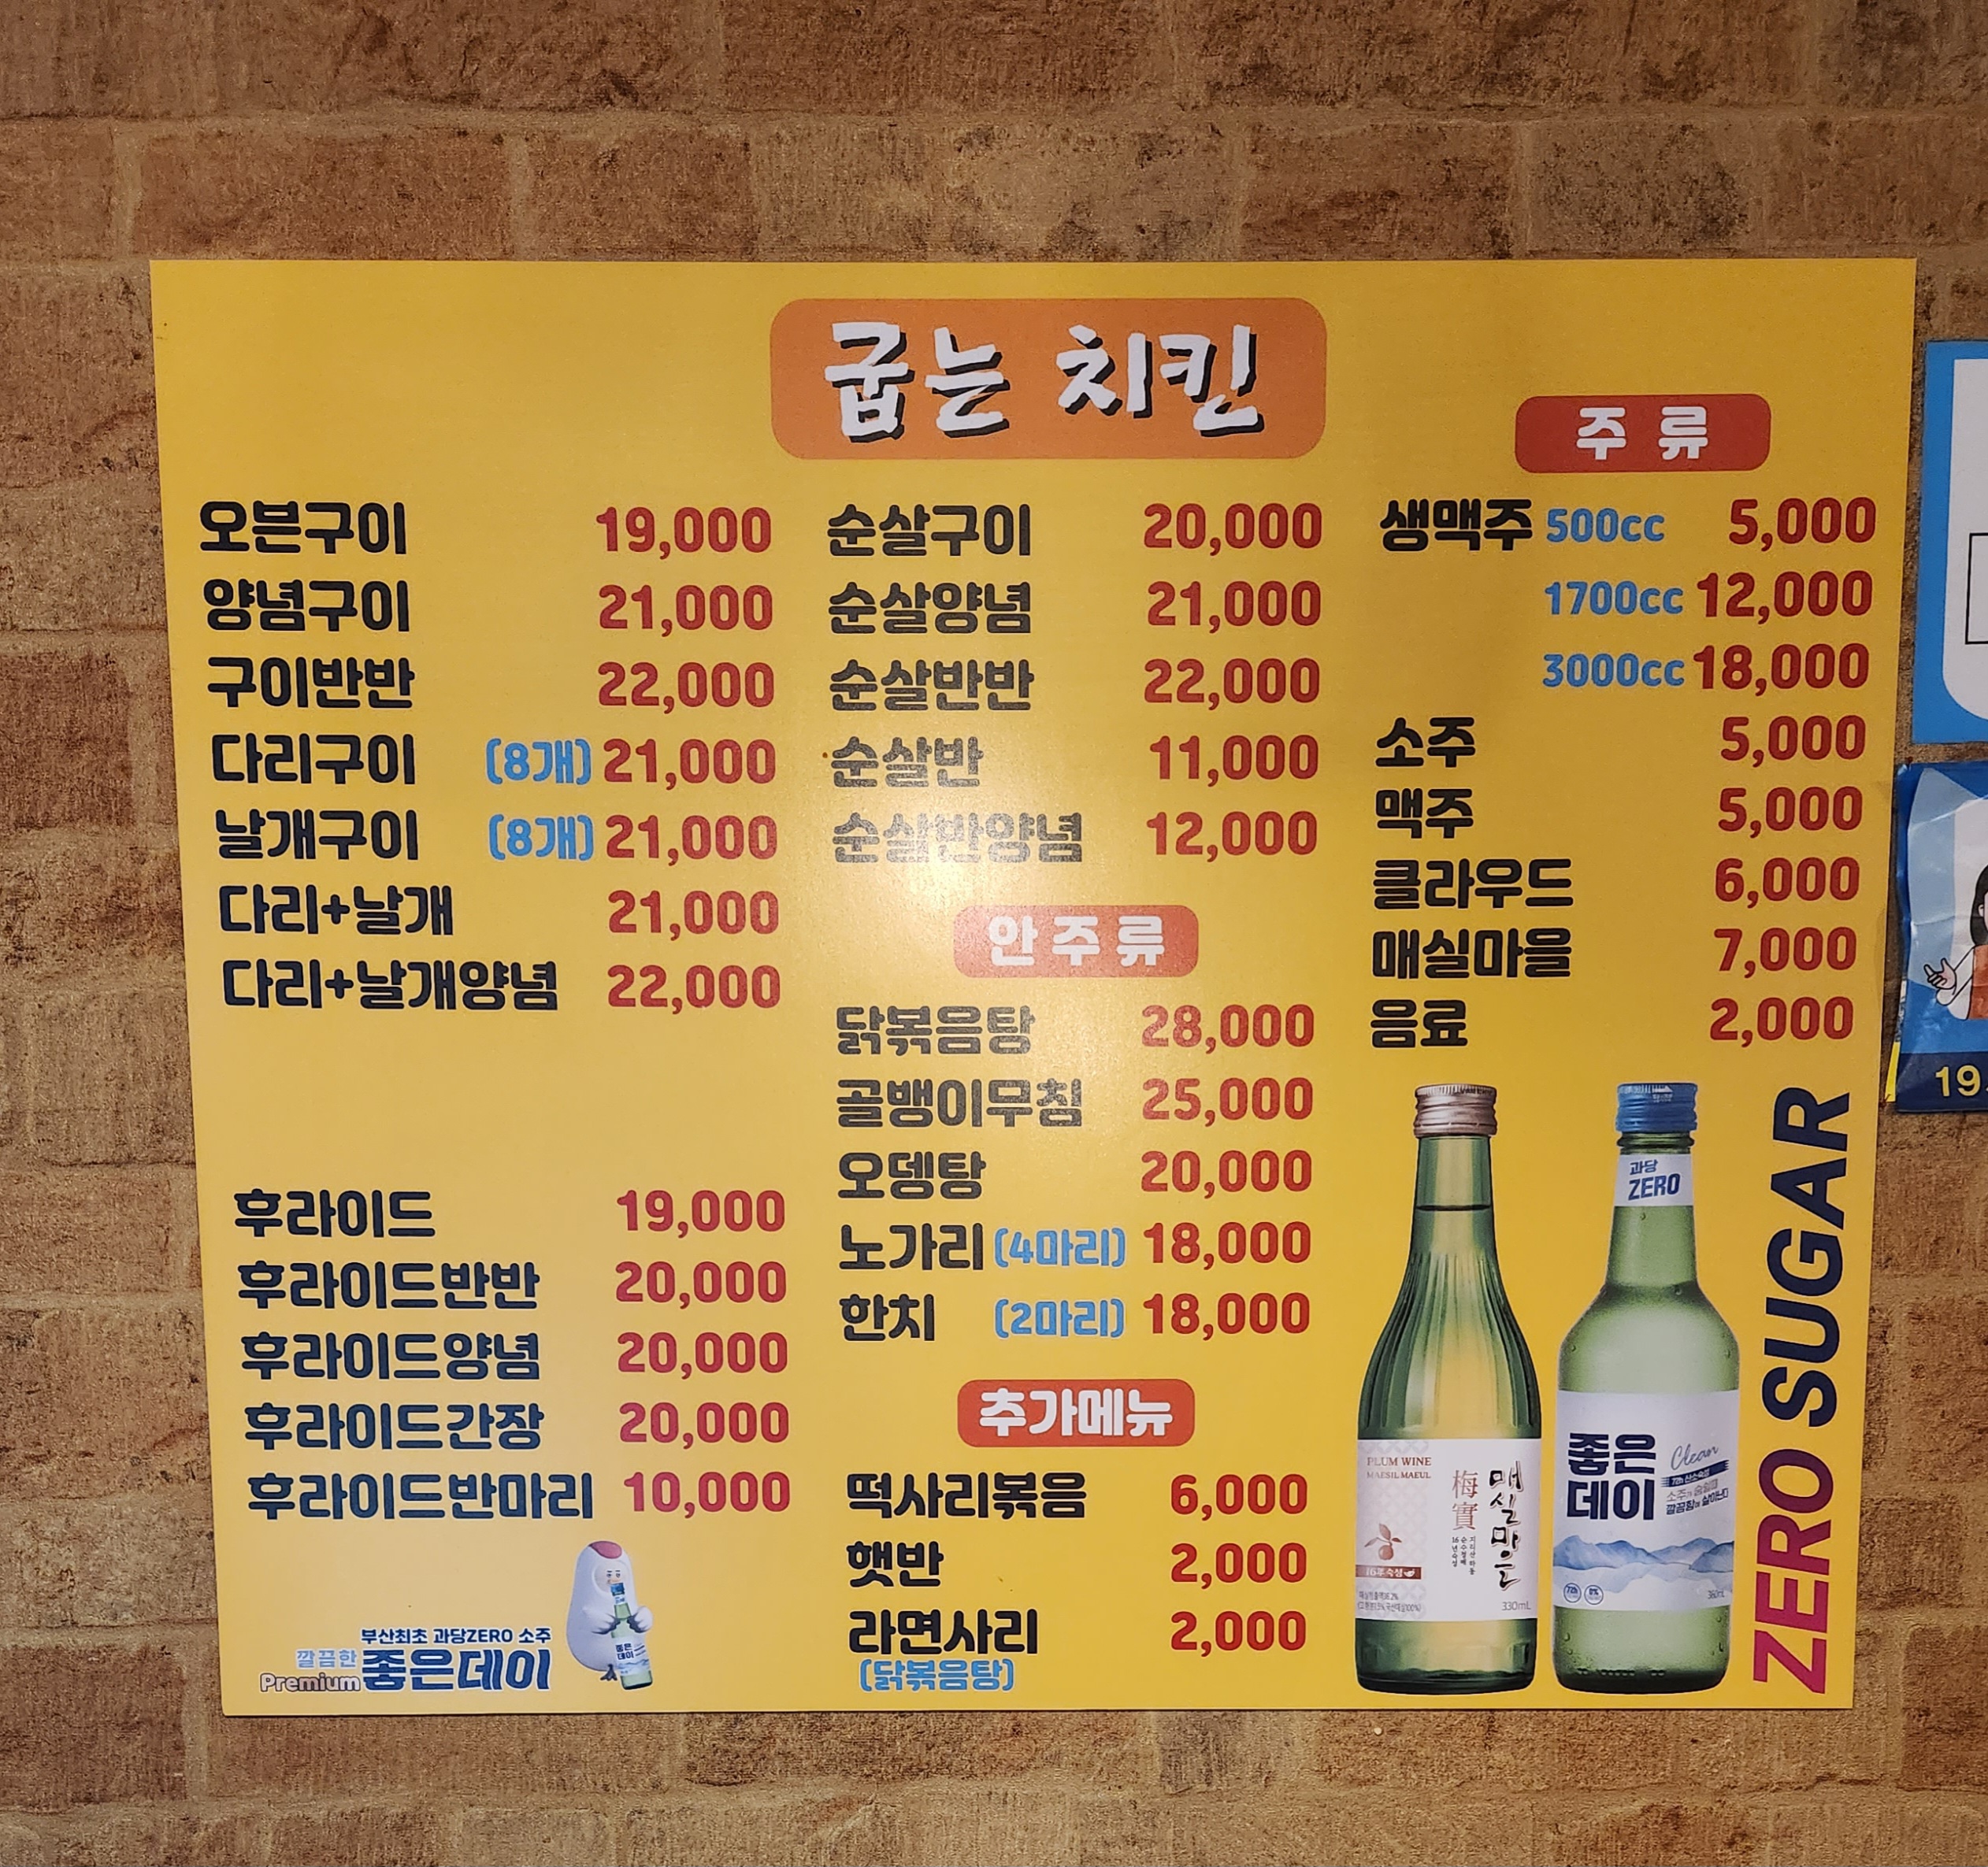 굽는 치킨
오븐구이 19,000
양념구이 21,000
구이반반 22,000
다리구이 (8개) 21,000
날개구이 (8개) 21,000
다리+날개 21,000
다리+날개양념 22,000
후라이드 19,000
후라이드반반 20,000
후라이드양념 20,000
후라이드간장 20,000
후라이드반마리 10,000
부산최초 과당ZERO 소주
깔끔한
Premium 좋은데이
순살구이 20,000
순살양념 21,000
순살반반 22,000
순살반 11,000
순살반양념 12,000
안주류
닭볶음탕 28,000
골뱅이무침 25,000
오뎅탕 20,000
노가리 (4마리) 18,000
한치 (2마리) 18,000
추가메뉴
떡사리볶음 6,000
햇반 2,000
라면사리 2,000
(닭볶음탕)
주류
생맥주 500cc 5,000
1700cc 12,000
3000cc 18,000
소주 5,000
맥주 5,000
클라우드 6,000
매실마을 7,000
음료 2,000
PLUM WINE
MAESIL MAEUL
梅實
매실마을
330mL
과당
ZERO
좋은
데이
Clean
ZERO SUGAR
19